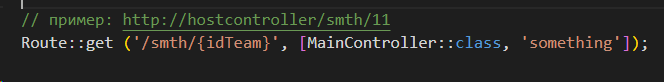 // пример: http://hostcontroller/smth/11
Route::get ('/smth/{idTeam}', [MainController::class, 'something']);